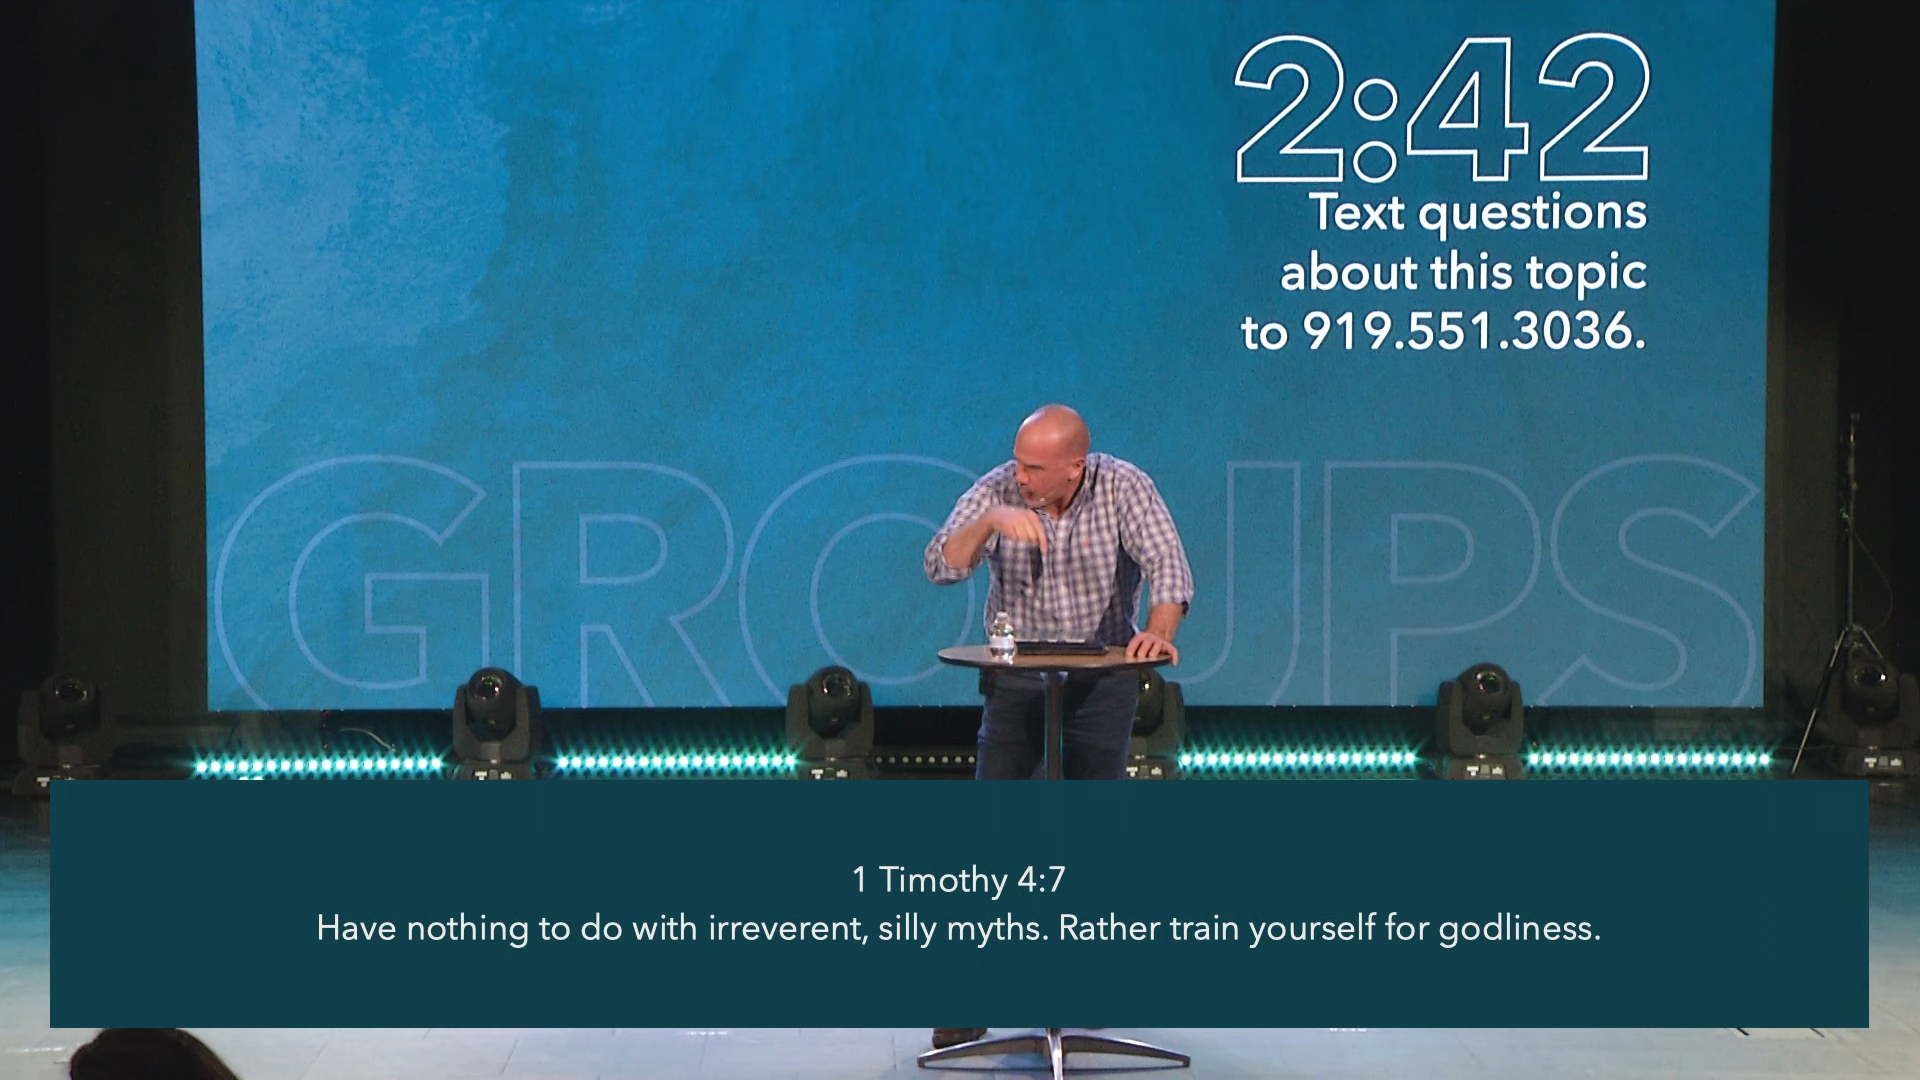 2:42
Text questions
about this topic
to 919.551.3036.
GROUPS
1 Timothy 4:7
Have nothing to do with irreverent, silly myths. Rather train yourself for godliness.